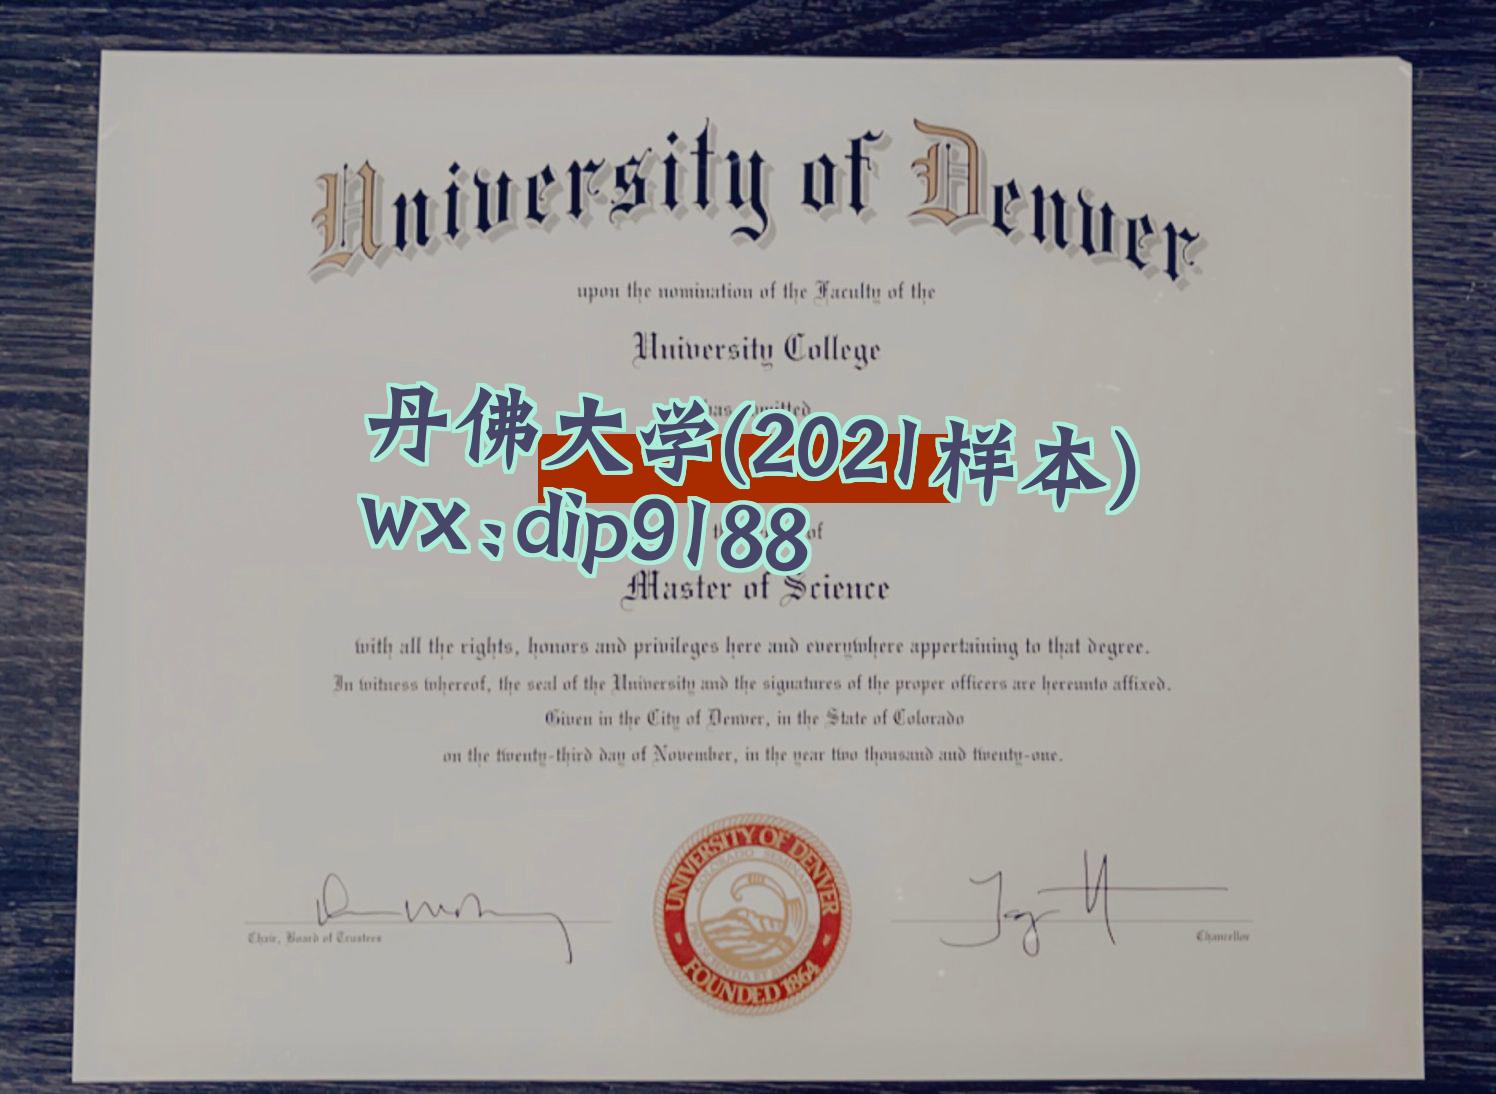 University of Denver
upon the nomination of the Faculty of the
University College
has
丹佛大学(2021样本)
wx:dip9188
of
Master of Science
with all the rights, honors and privileges here and everywhere appertaining to that degree.
In witness whereof, the seal of the University and the signatures of the proper officers are hereunto affixed.
Given in the City of Denver, in the State of Colorado
on the twenty-third day of November, in the year two thousand and twenty-one.
UNIVERSITY OF DENVER
COLORADO SEMINARY
FOUNDED 1864
Chair, Board of Trustees
Chancellor